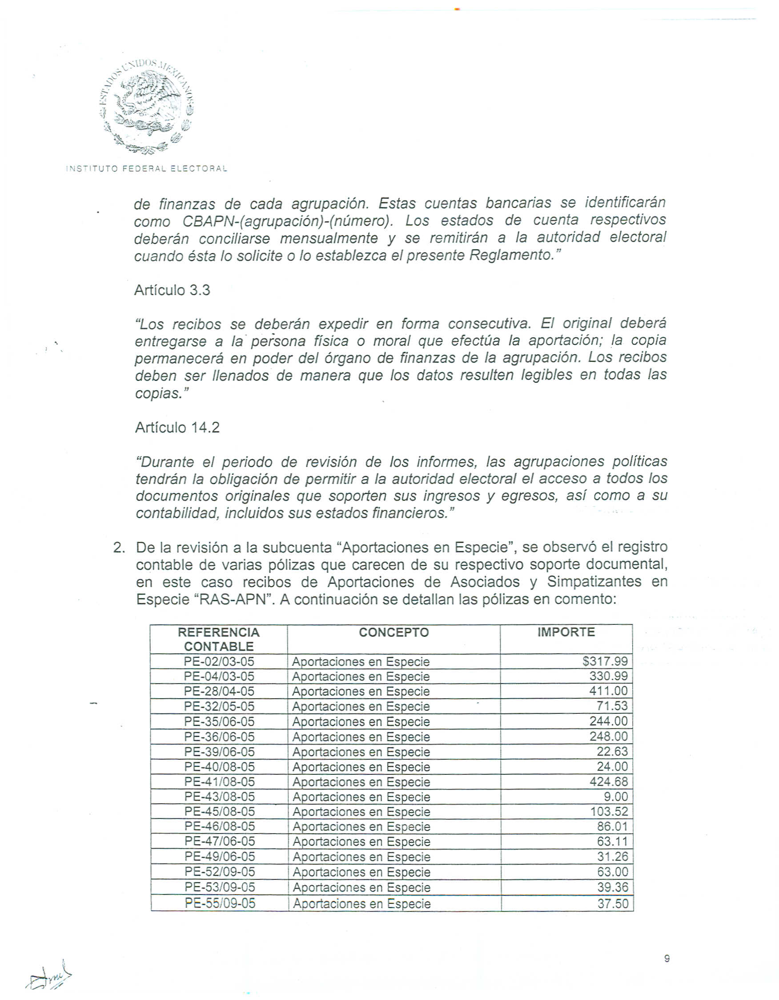 ESTADOS UNIDOS MEXICANOS
INSTITUTO FEDERAL ELECTORAL
de finanzas de cada agrupación. Estas cuentas bancarias se identificarán
como CBAPN-(agrupación)-(número). Los estados de cuenta respectivos
deberán conciliarse mensualmente y se remitirán a la autoridad electoral
cuando ésta lo solicite o lo establezca el presente Reglamento.”
Artículo 3.3
“Los recibos se deberán expedir en forma consecutiva. El original deberá
entregarse a la persona física o moral que efectúa la aportación; la copia
permanecerá en poder del órgano de finanzas de la agrupación. Los recibos
deben ser llenados de manera que los datos resulten legibles en todas las
copias.”
Artículo 14.2
“Durante el periodo de revisión de los informes, las agrupaciones políticas
tendrán la obligación de permitir a la autoridad electoral el acceso a todos los
documentos originales que soporten sus ingresos y egresos, así como a su
contabilidad, incluidos sus estados financieros.”
2. De la revisión a la subcuenta “Aportaciones en Especie”, se observó el registro
contable de varias pólizas que carecen de su respectivo soporte documental,
en este caso recibos de Aportaciones de Asociados y Simpatizantes en
Especie “RAS-APN”. A continuación se detallan las pólizas en comento:
REFERENCIA CONCEPTO IMPORTE
CONTABLE
PE-02/03-05 Aportaciones en Especie $317.99
PE-04/03-05 Aportaciones en Especie 330.99
PE-28/04-05 Aportaciones en Especie 411.00
PE-32/05-05 Aportaciones en Especie 71.53
PE-35/06-05 Aportaciones en Especie 244.00
PE-36/06-05 Aportaciones en Especie 248.00
PE-39/06-05 Aportaciones en Especie 22.63
PE-40/08-05 Aportaciones en Especie 24.00
PE-41/08-05 Aportaciones en Especie 424.68
PE-43/08-05 Aportaciones en Especie 9.00
PE-45/08-05 Aportaciones en Especie 103.52
PE-46/08-05 Aportaciones en Especie 86.01
PE-47/06-05 Aportaciones en Especie 63.11
PE-49/06-05 Aportaciones en Especie 31.26
PE-52/09-05 Aportaciones en Especie 63.00
PE-53/09-05 Aportaciones en Especie 39.36
PE-55/09-05 Aportaciones en Especie 37.50
9